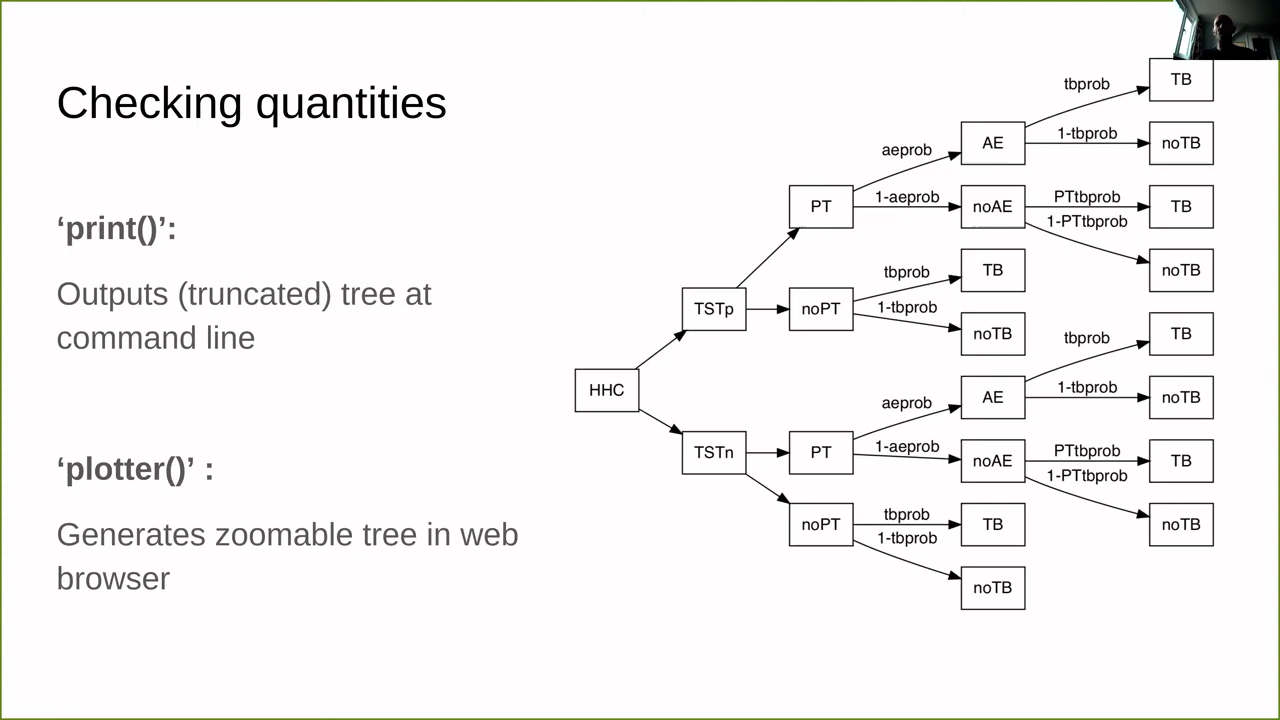 Checking quantities
‘print()’:
Outputs (truncated) tree at
command line
‘plotter()’ :
Generates zoomable tree in web
browser
HHC
TSTp
TSTn
PT
noPT
PT
noPT
aeprob
1-aeprob
tbprob
1-tbprob
aeprob
1-aeprob
tbprob
1-tbprob
AE
noAE
TB
noTB
AE
noAE
TB
noTB
tbprob
1-tbprob
PTtbprob
1-PTtbprob
tbprob
1-tbprob
PTtbprob
1-PTtbprob
TB
noTB
TB
noTB
TB
noTB
TB
noTB